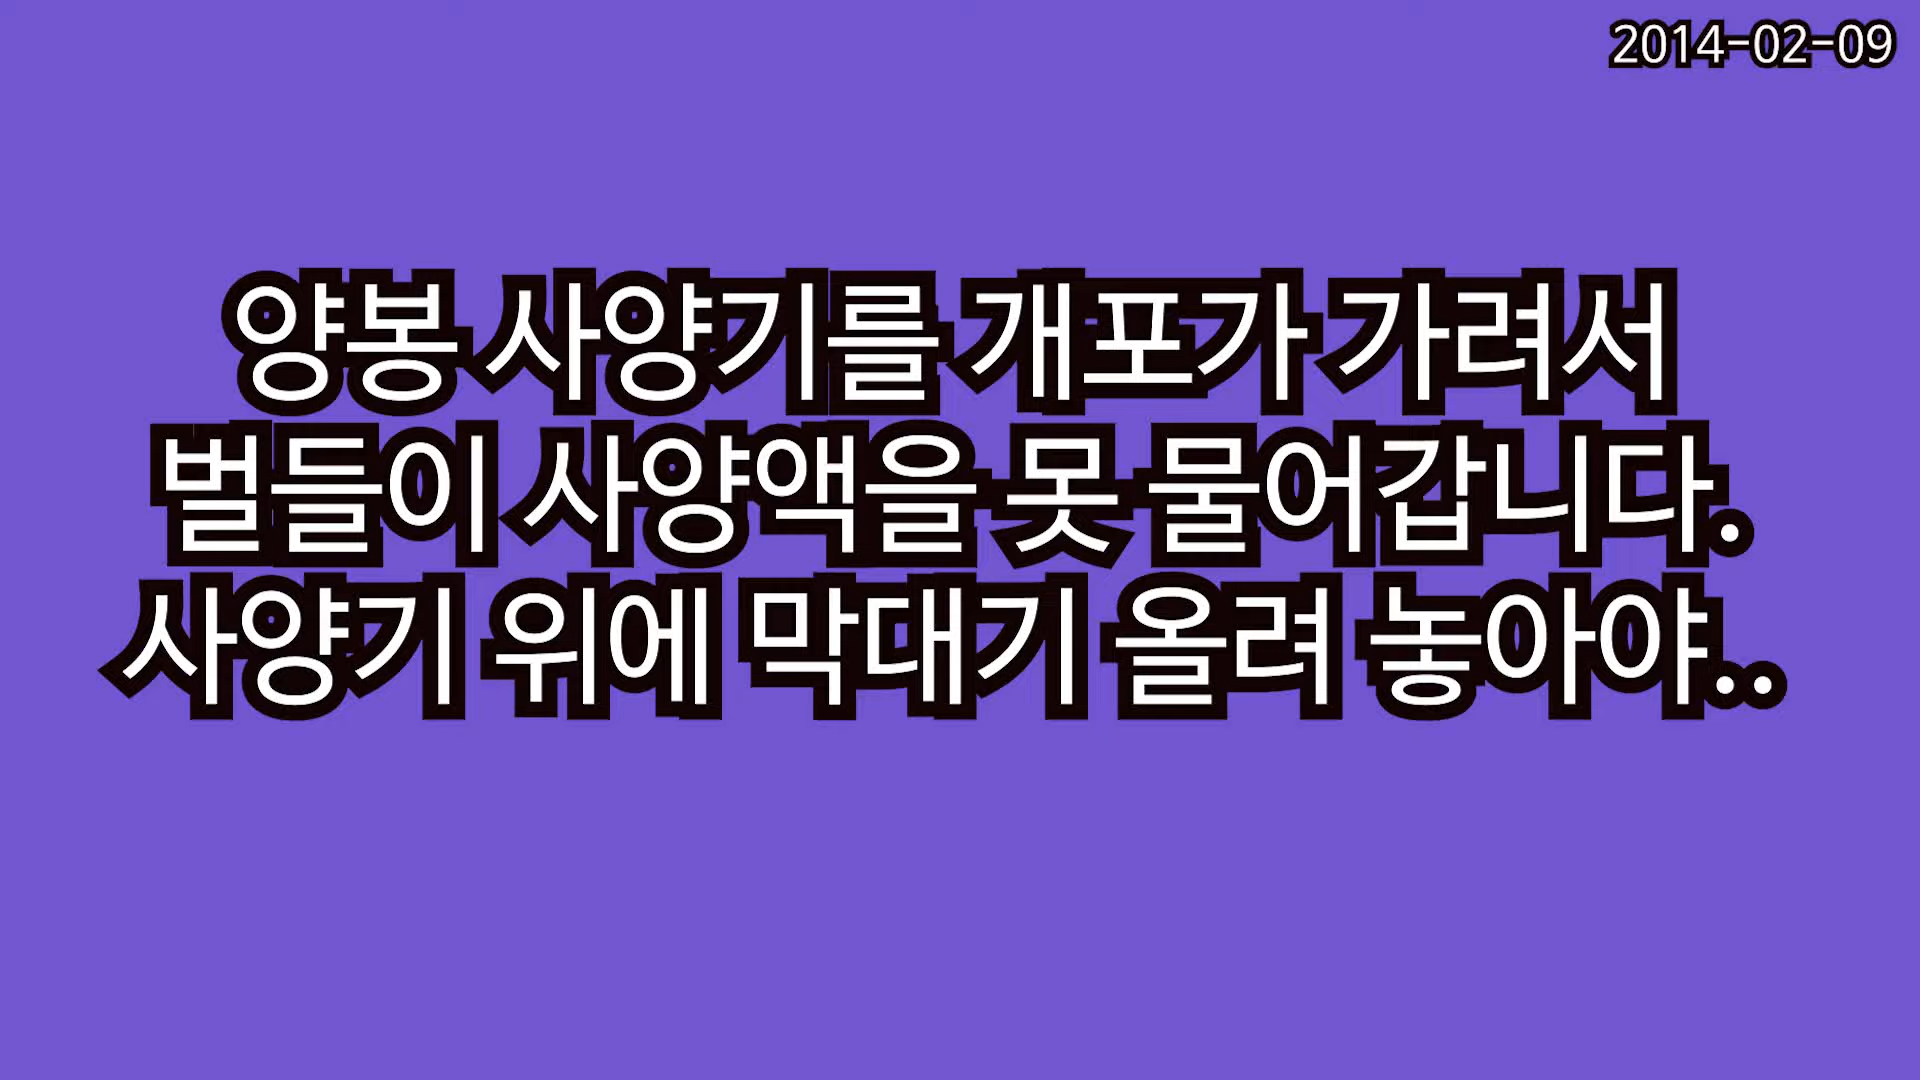 2014-02-09
양봉 사양기를 개포가 가려서
벌들이 사양액을 못 물어갑니다.
사양기 위에 막대기 올려 놓아야..